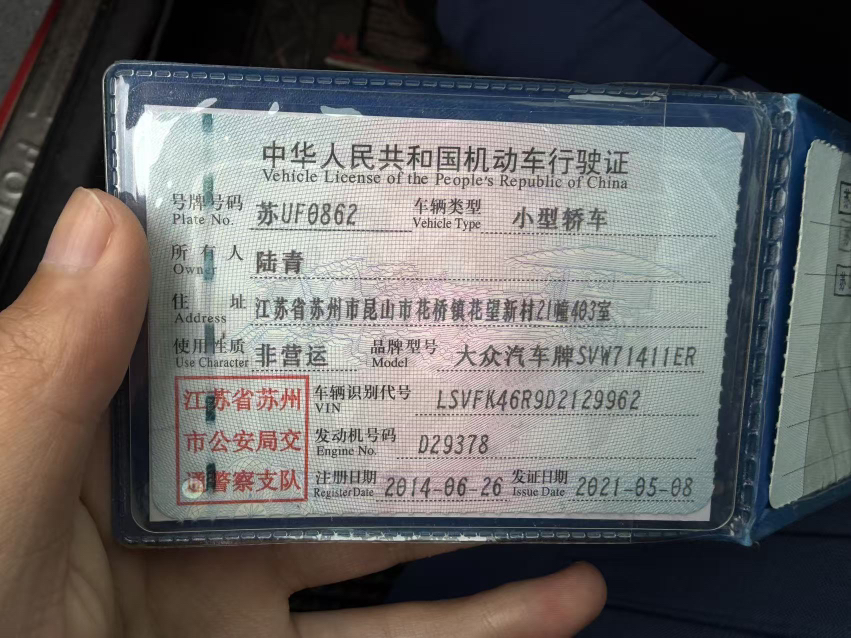 中华人民共和国机动车行驶证
Vehicle License of the People's Republic of China
号牌号码 苏UF0862 车辆类型 小型轿车
Plate No. Vehicle Type
所有人 陆青
Owner
住址 江苏省苏州市昆山市花桥镇花望新村21幢403室
Address
使用性质 非营运 品牌型号 大众汽车牌SVW71411ER
Use Character Model
江苏省苏州
市公安局交
通警察支队
车辆识别代号 LSVFK46R9D2129962
VIN
发动机号码 D29378
Engine No.
注册日期 2014-06-26 发证日期 2021-05-08
Register Date Issue Date